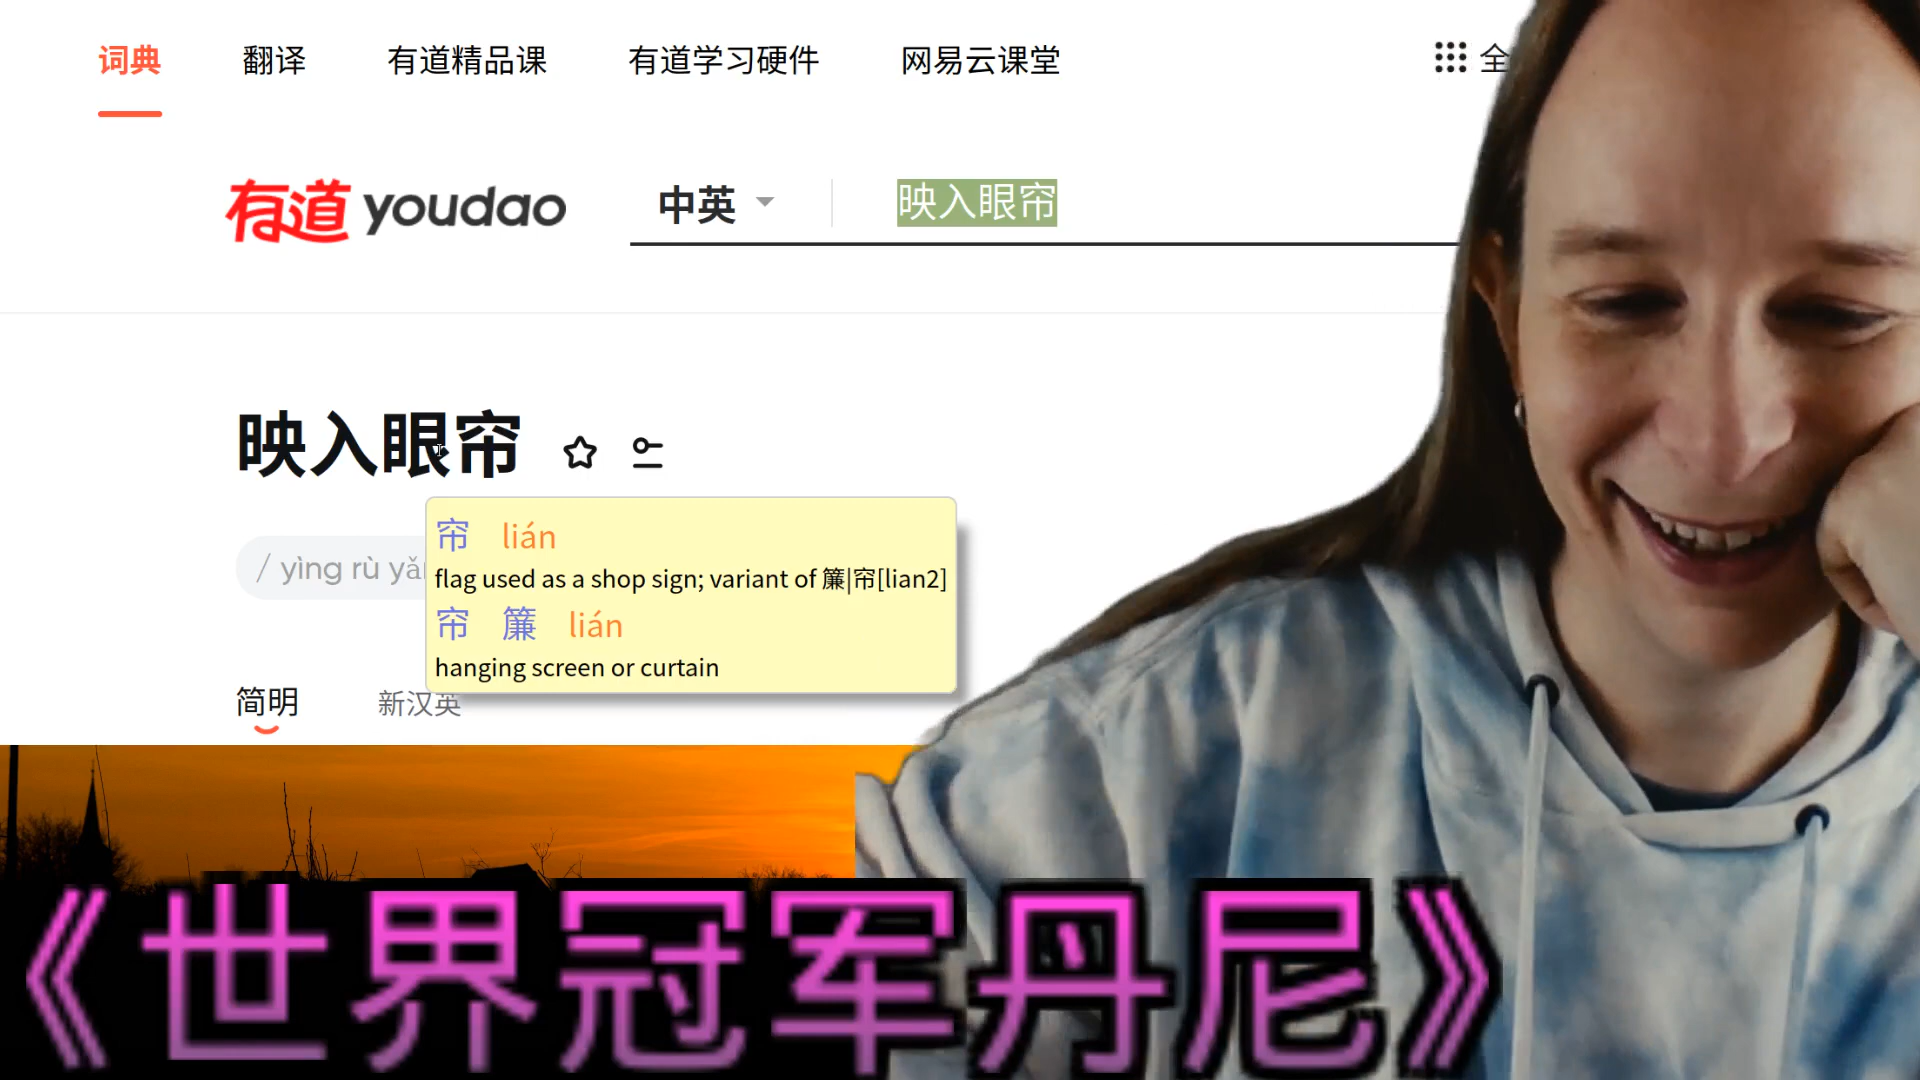 词典 翻译 有道精品课 有道学习硬件 网易云课堂 全
有道 youdao 中英 映入眼帘
映入眼帘
/ yìng rù yǎ
帘 lián
flag used as a shop sign; variant of 簾|帘[lian2]
帘 簾 lián
hanging screen or curtain
简明 新汉英
《世界冠军丹尼》